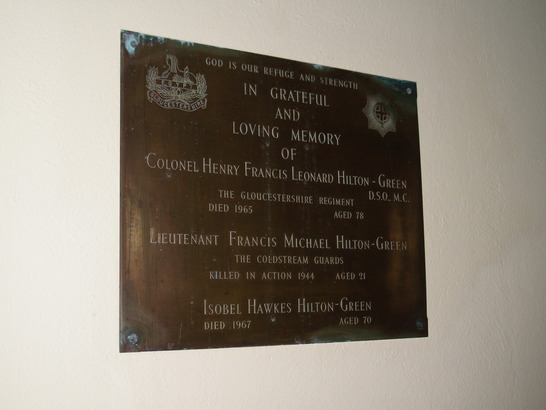 GOD IS OUR REFUGE AND STRENGTH
IN GRATEFUL
AND
LOVING MEMORY
OF
COLONEL HENRY FRANCIS LEONARD HILTON-GREEN
D.S.O., M.C.
THE GLOUCESTERSHIRE REGIMENT
DIED 1965 AGED 78
LIEUTENANT FRANCIS MICHAEL HILTON-GREEN
THE COLDSTREAM GUARDS
KILLED IN ACTION 1944 AGED 21
ISOBEL HAWKES HILTON-GREEN
DIED 1967 AGED 70
EGYPT
GLOUCESTERSHIRE